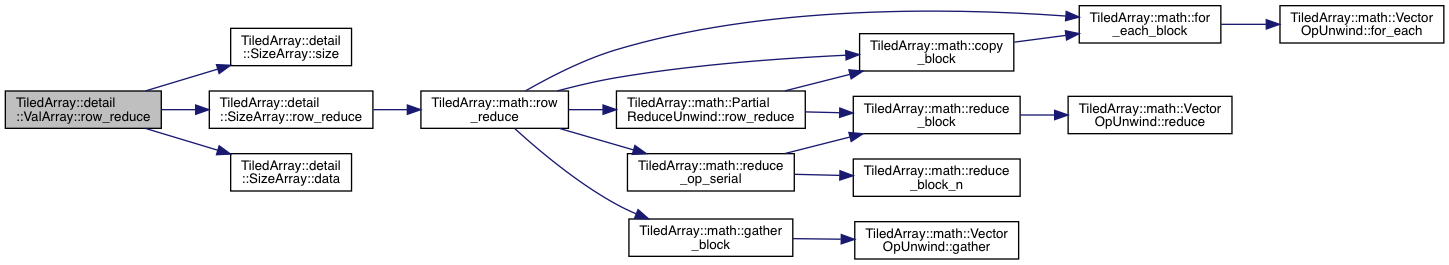 TiledArray::detail
::ValArray::row_reduce
TiledArray::detail
::SizeArray::size
TiledArray::detail
::SizeArray::row_reduce
TiledArray::detail
::SizeArray::data
TiledArray::math::row
_reduce
TiledArray::math::Partial
ReduceUnwind::row_reduce
TiledArray::math::reduce
_op_serial
TiledArray::math::gather
_block
TiledArray::math::copy
_block
TiledArray::math::reduce
_block
TiledArray::math::reduce
_block_n
TiledArray::math::Vector
OpUnwind::gather
TiledArray::math::for
_each_block
TiledArray::math::Vector
OpUnwind::reduce
TiledArray::math::Vector
OpUnwind::for_each